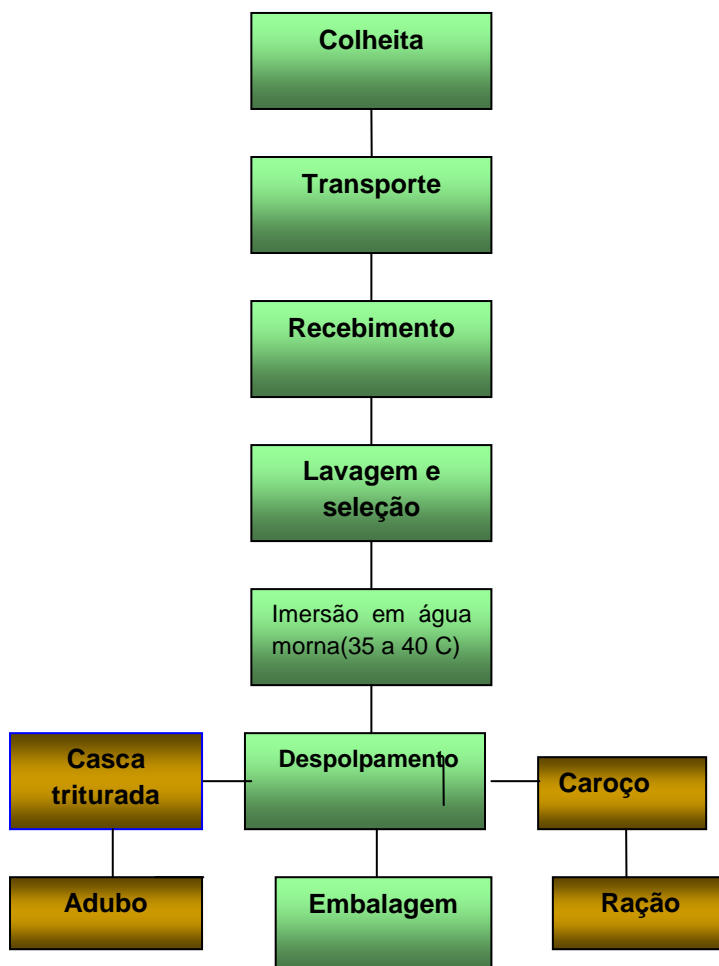 Colheita
Transporte
Recebimento
Lavagem e
seleção
Imersão em água
morna(35 a 40 C)
Casca
triturada
Despolpamento
Caroço
Adubo
Embalagem
Ração